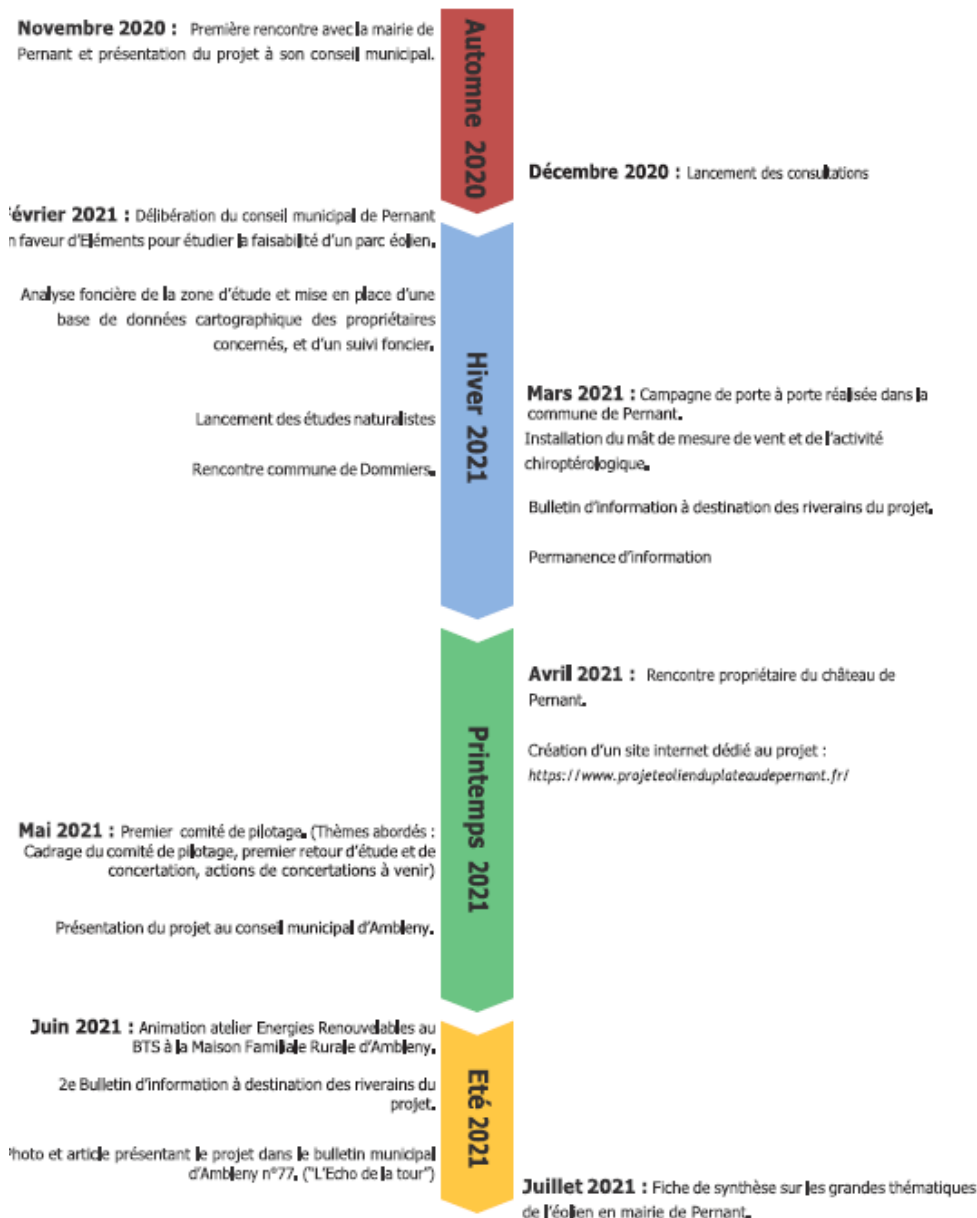 Novembre 2020 : Première rencontre avec la mairie de
Pernant et présentation du projet à son conseil municipal.
Automne 2020
Décembre 2020 : Lancement des consultations
évrier 2021 : Délibération du conseil municipal de Pernant
n faveur d'Eléments pour étudier la faisabilité d'un parc éolien.
Analyse foncière de la zone d'étude et mise en place d'une
base de données cartographique des propriétaires
concernés, et d'un suivi foncier.
Lancement des études naturalistes
Rencontre commune de Dommiers.
Hiver 2021
Mars 2021 : Campagne de porte à porte réalisée dans la
commune de Pernant.
Installation du mât de mesure de vent et de l'activité
chiroptérologique.
Bulletin d'information à destination des riverains du projet.
Permanence d'information
Printemps 2021
Avril 2021 : Rencontre propriétaire du château de
Pernant.
Création d'un site internet dédié au projet :
https://www.projeteolienduplateaudepernant.fr/
Mai 2021 : Premier comité de pilotage. (Thèmes abordés :
Cadrage du comité de pilotage, premier retour d'étude et de
concertation, actions de concertations à venir)
Présentation du projet au conseil municipal d'Ambleny.
Juin 2021 : Animation atelier Energies Renouvelables au
BTS à la Maison Familiale Rurale d'Ambleny.
2e Bulletin d'information à destination des riverains du
projet.
Photo et article présentant le projet dans le bulletin municipal
d'Ambleny n°77. ("L'Echo de la tour")
Eté 2021
Juillet 2021 : Fiche de synthèse sur les grandes thématiques
de l'éolien en mairie de Pernant.